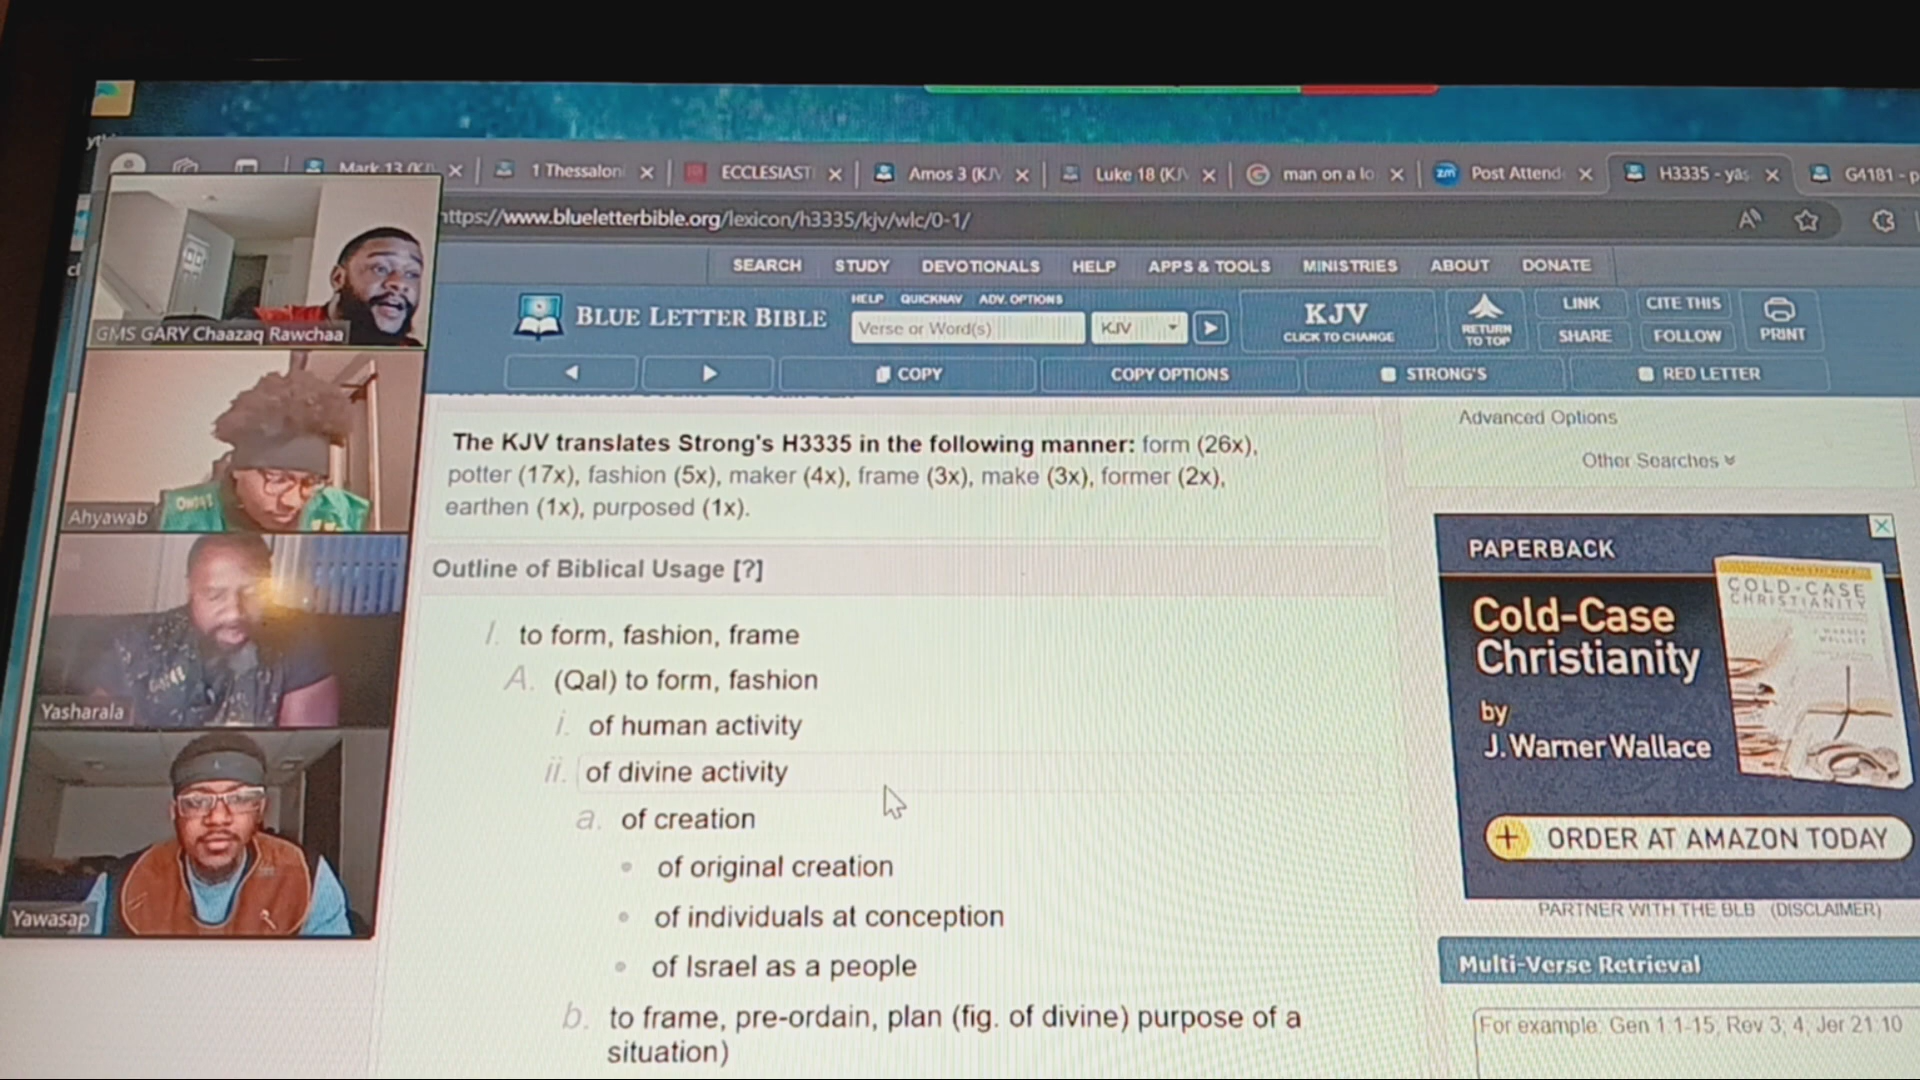 Mark 13 (KJ
1 Thessaloni
ECCLESIAST
Amos 3 (KJV
Luke 18 (KJV
man on a lo
zm
Post Attend
H3335 - yas
G4181 - p
https://www.blueletterbible.org/lexicon/h3335/kjv/wlc/0-1/
SEARCH STUDY DEVOTIONALS HELP APPS & TOOLS MINISTRIES ABOUT DONATE
BLUE LETTER BIBLE
HELP QUICKNAV ADV. OPTIONS
Verse or Word(s)
KJV
KJV
CLICK TO CHANGE
RETURN
TO TOP
LINK
CITE THIS
SHARE
FOLLOW
PRINT
COPY
COPY OPTIONS
STRONG'S
RED LETTER
GMS GARY Chaazaq Rawchaa
Ahyawab
Yasharala
Yawasap
The KJV translates Strong's H3335 in the following manner: form (26x),
potter (17x), fashion (5x), maker (4x), frame (3x), make (3x), former (2x),
earthen (1x), purposed (1x).
Outline of Biblical Usage [?]
I. to form, fashion, frame
A. (Qal) to form, fashion
i. of human activity
ii. of divine activity
a. of creation
of original creation
of individuals at conception
of Israel as a people
b. to frame, pre-ordain, plan (fig. of divine) purpose of a
situation)
Advanced Options
Other Searches
PAPERBACK
Cold-Case
Christianity
by
J. Warner Wallace
COLD-CASE
CHRISTIANITY
ORDER AT AMAZON TODAY
PARTNER WITH THE BLB (DISCLAIMER)
Multi-Verse Retrieval
For example: Gen 1:1-15; Rev 3; 4; Jer 21:10